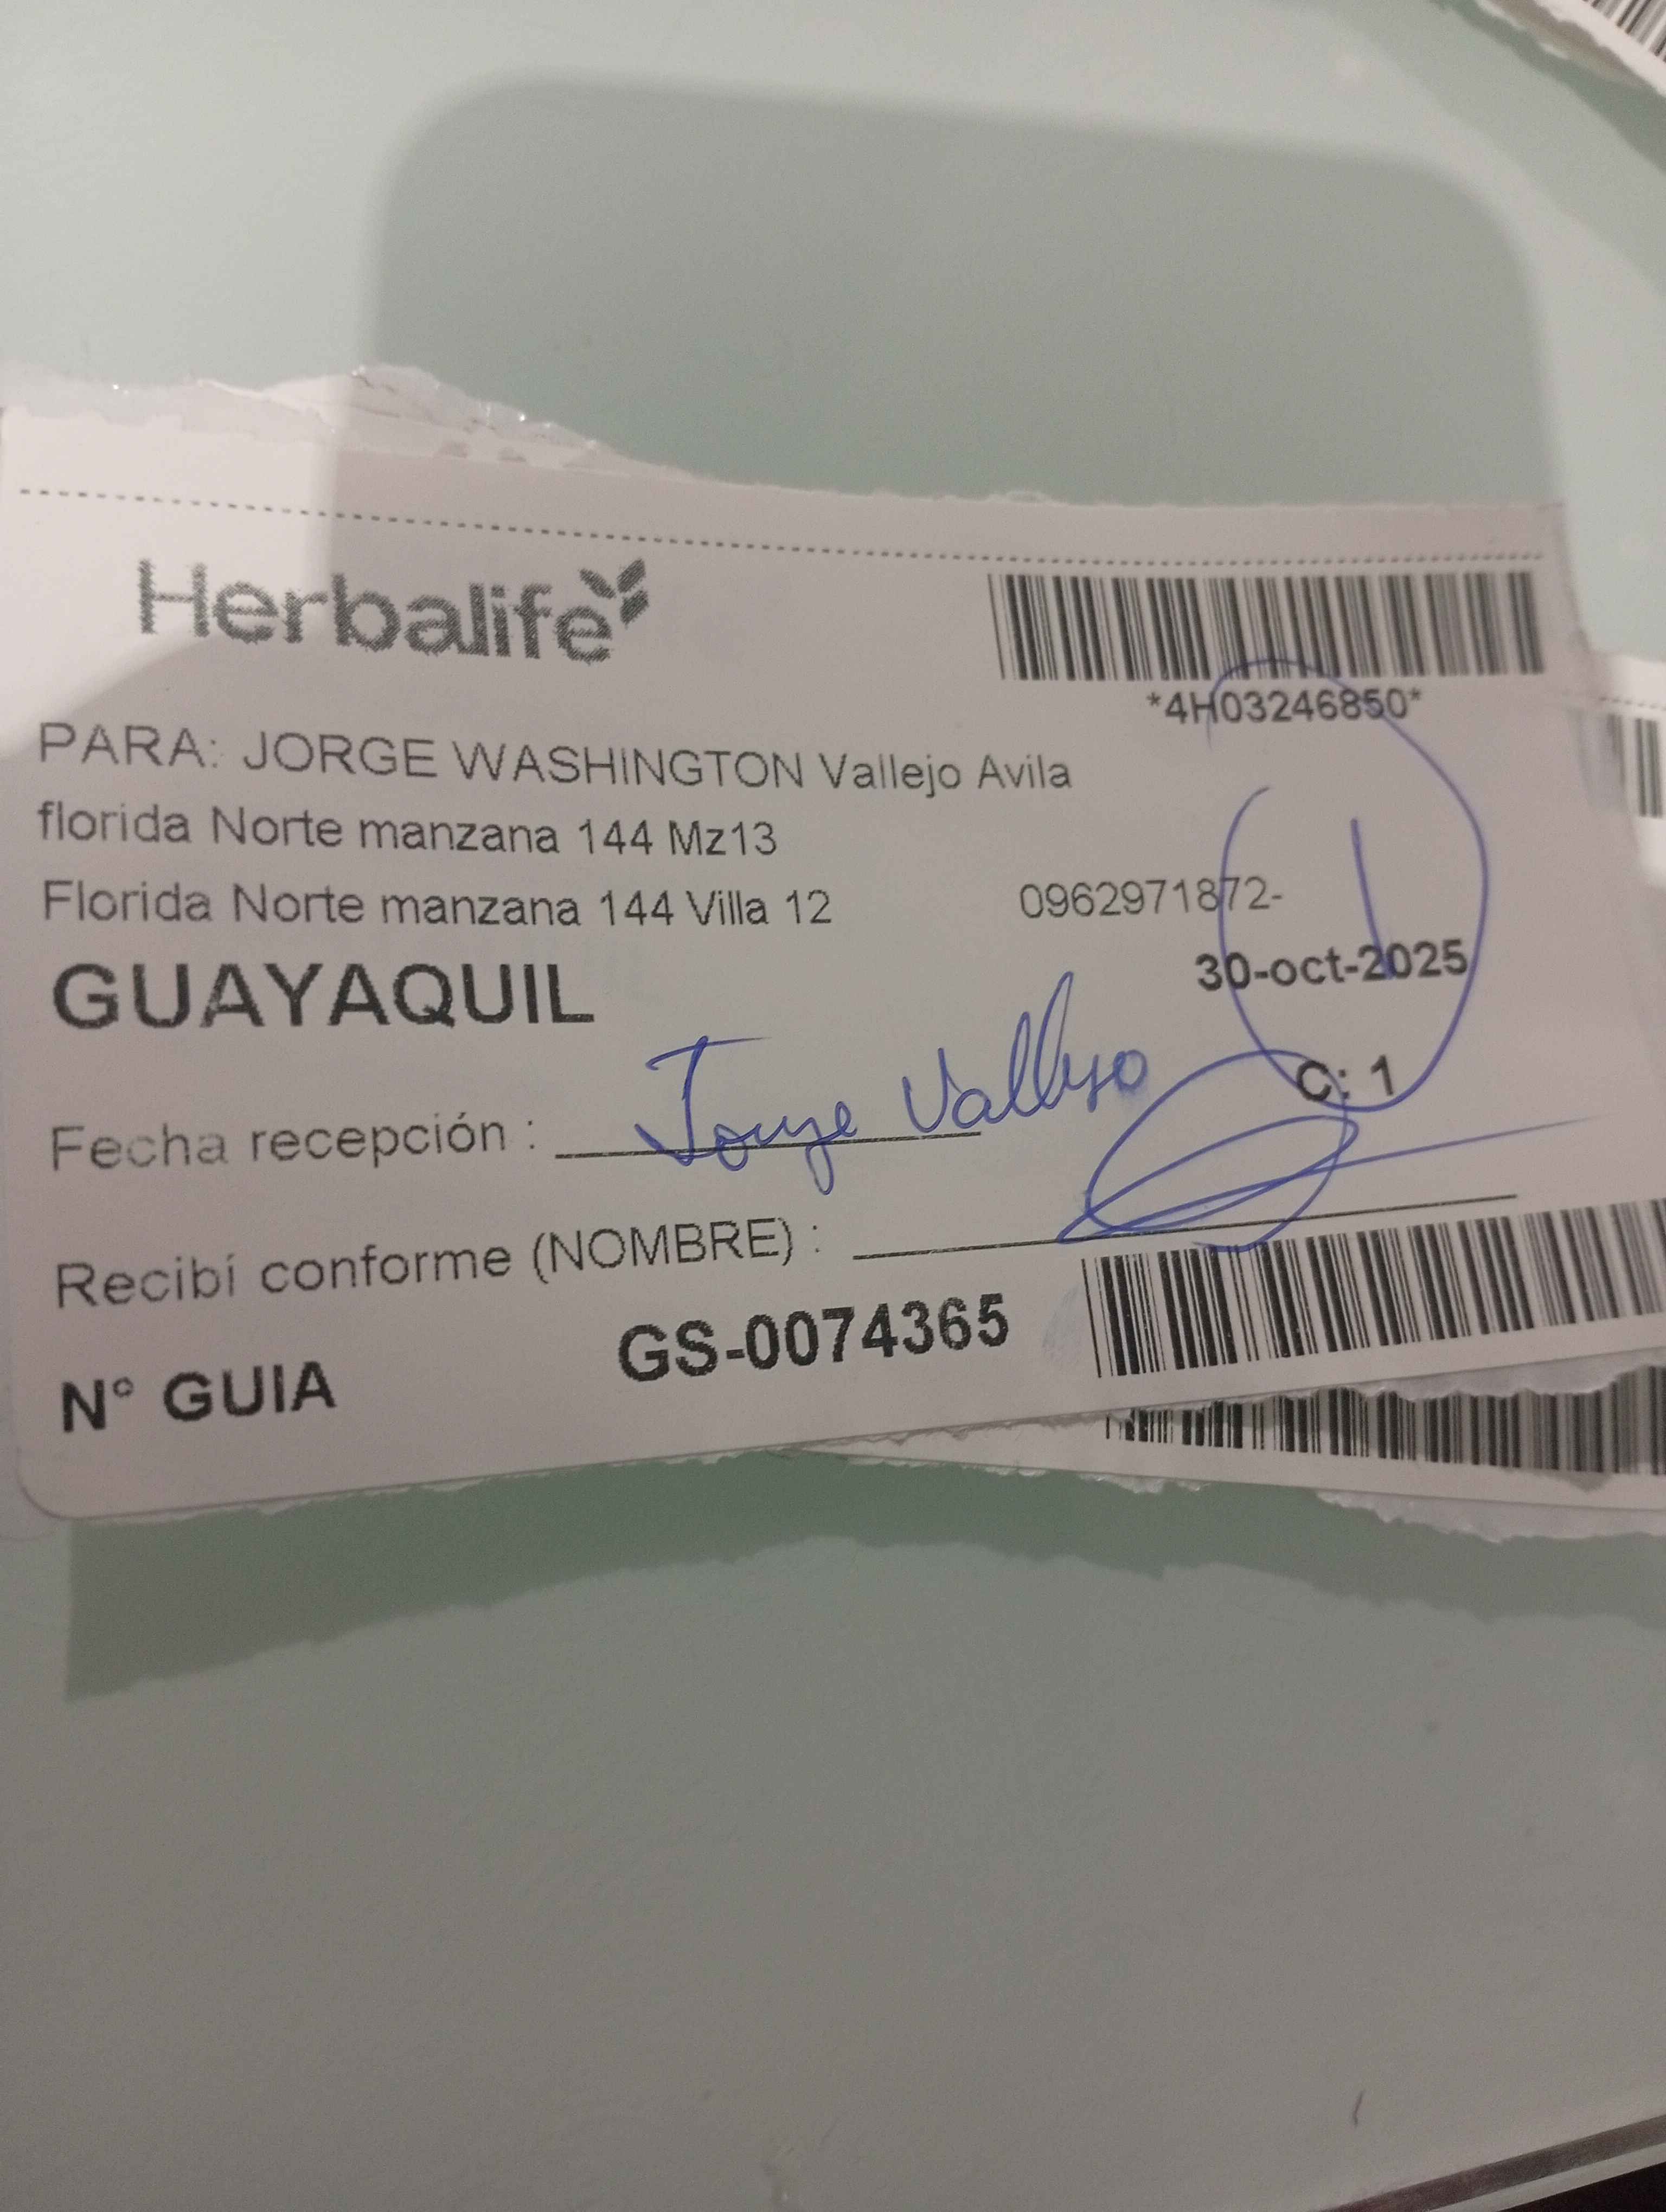 Herbalife
*4H03246850*
PARA: JORGE WASHINGTON Vallejo Avila
florida Norte manzana 144 Mz13
Florida Norte manzana 144 Villa 12 0962971872-
GUAYAQUIL 30-oct-2025
C: 1
Fecha recepción : Jorge Vallejo
Recibí conforme (NOMBRE) :
N° GUIA GS-0074365